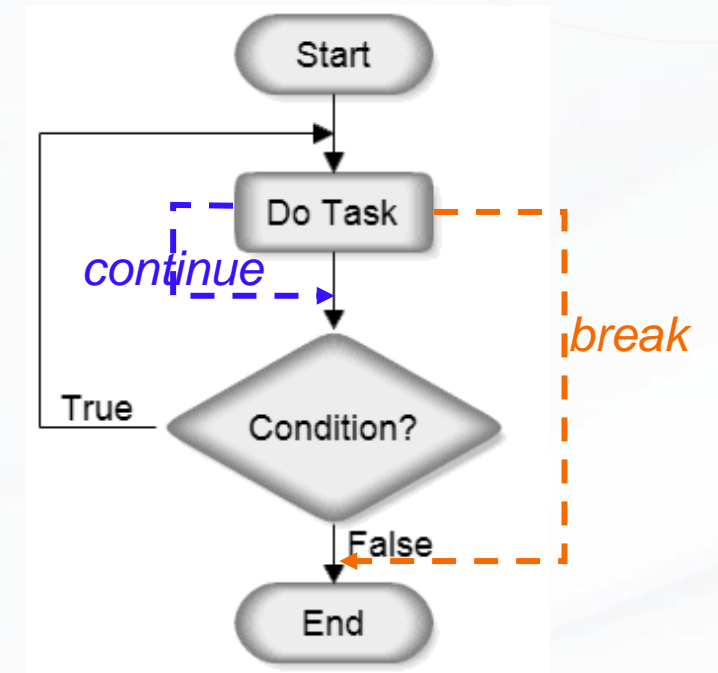 Start
Do Task
continue
break
True
Condition?
False
End